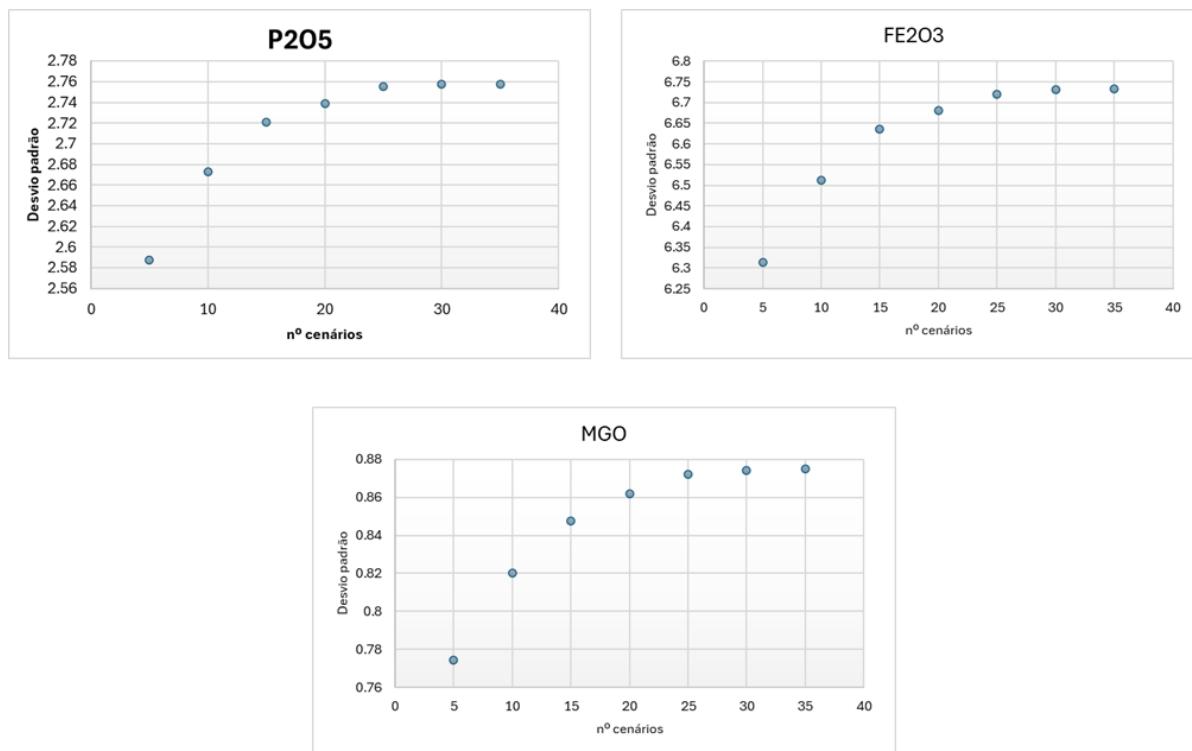 P2O5
2.78
2.76
2.74
2.72
2.7
2.68
2.66
2.64
2.62
2.6
2.58
2.56
Desvio padrão
0 10 20 30 40
nº cenários
FE2O3
6.8
6.75
6.7
6.65
6.6
6.55
6.5
6.45
6.4
6.35
6.3
6.25
Desvio padrão
0 5 10 15 20 25 30 35 40
nº cenários
MGO
0.88
0.86
0.84
0.82
0.8
0.78
0.76
Desvio padrão
0 5 10 15 20 25 30 35 40
nº cenários